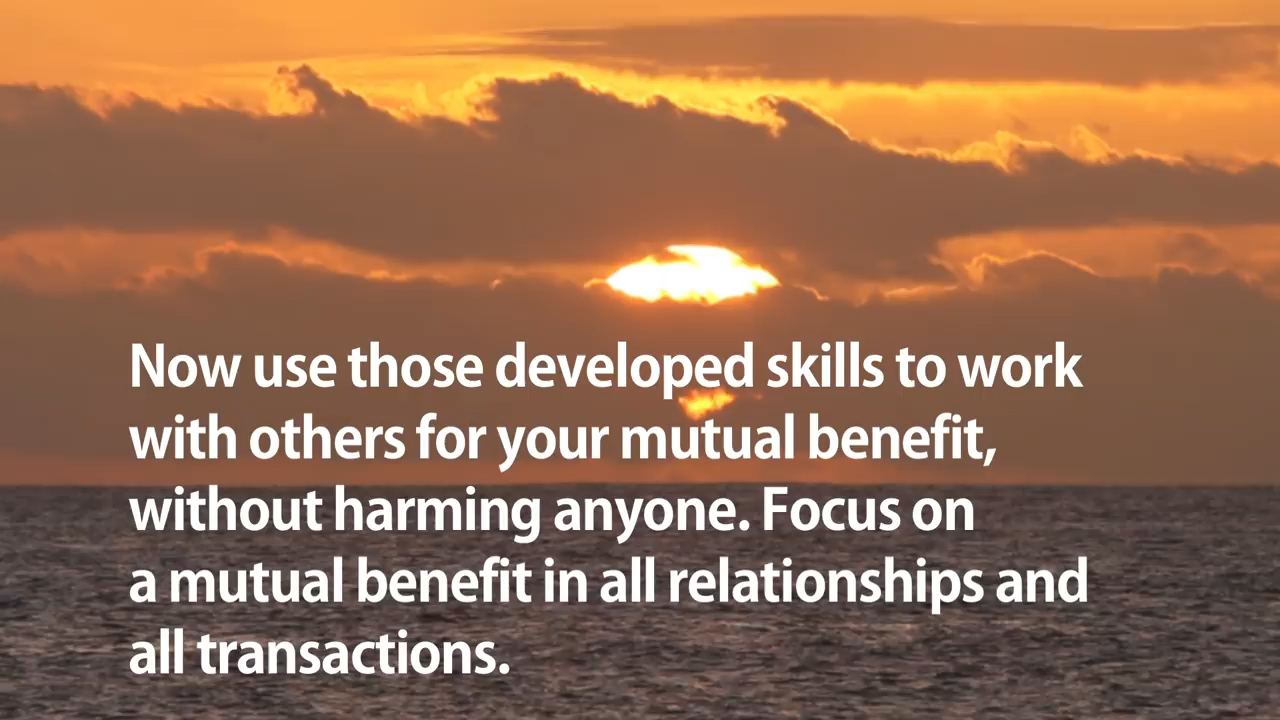 Now use those developed skills to work
with others for your mutual benefit,
without harming anyone. Focus on
a mutual benefit in all relationships and
all transactions.